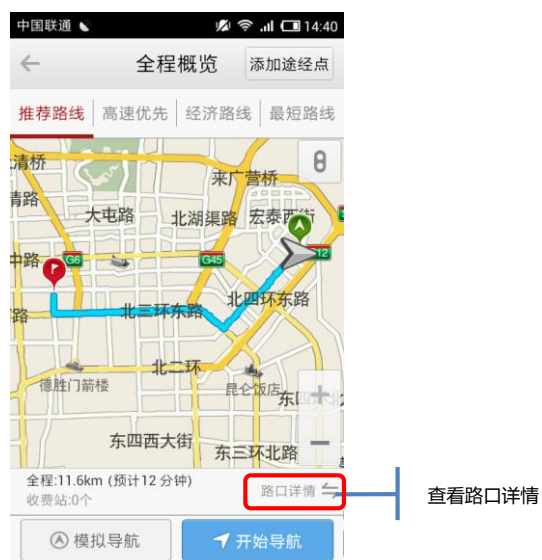 中国联通 14:40
全程概览 添加途经点
推荐路线 高速优先 经济路线 最短路线
清桥
来广营桥
青路
大屯路
北湖渠路
宏泰西街
中路
G6
G45
12
北四环东路
路
北三环东路
北二环
德胜门箭楼
昆仑饭店
东四西大街
东三环北路
全程:11.6km (预计12分钟)
收费站:0个
路口详情
查看路口详情
模拟导航 开始导航